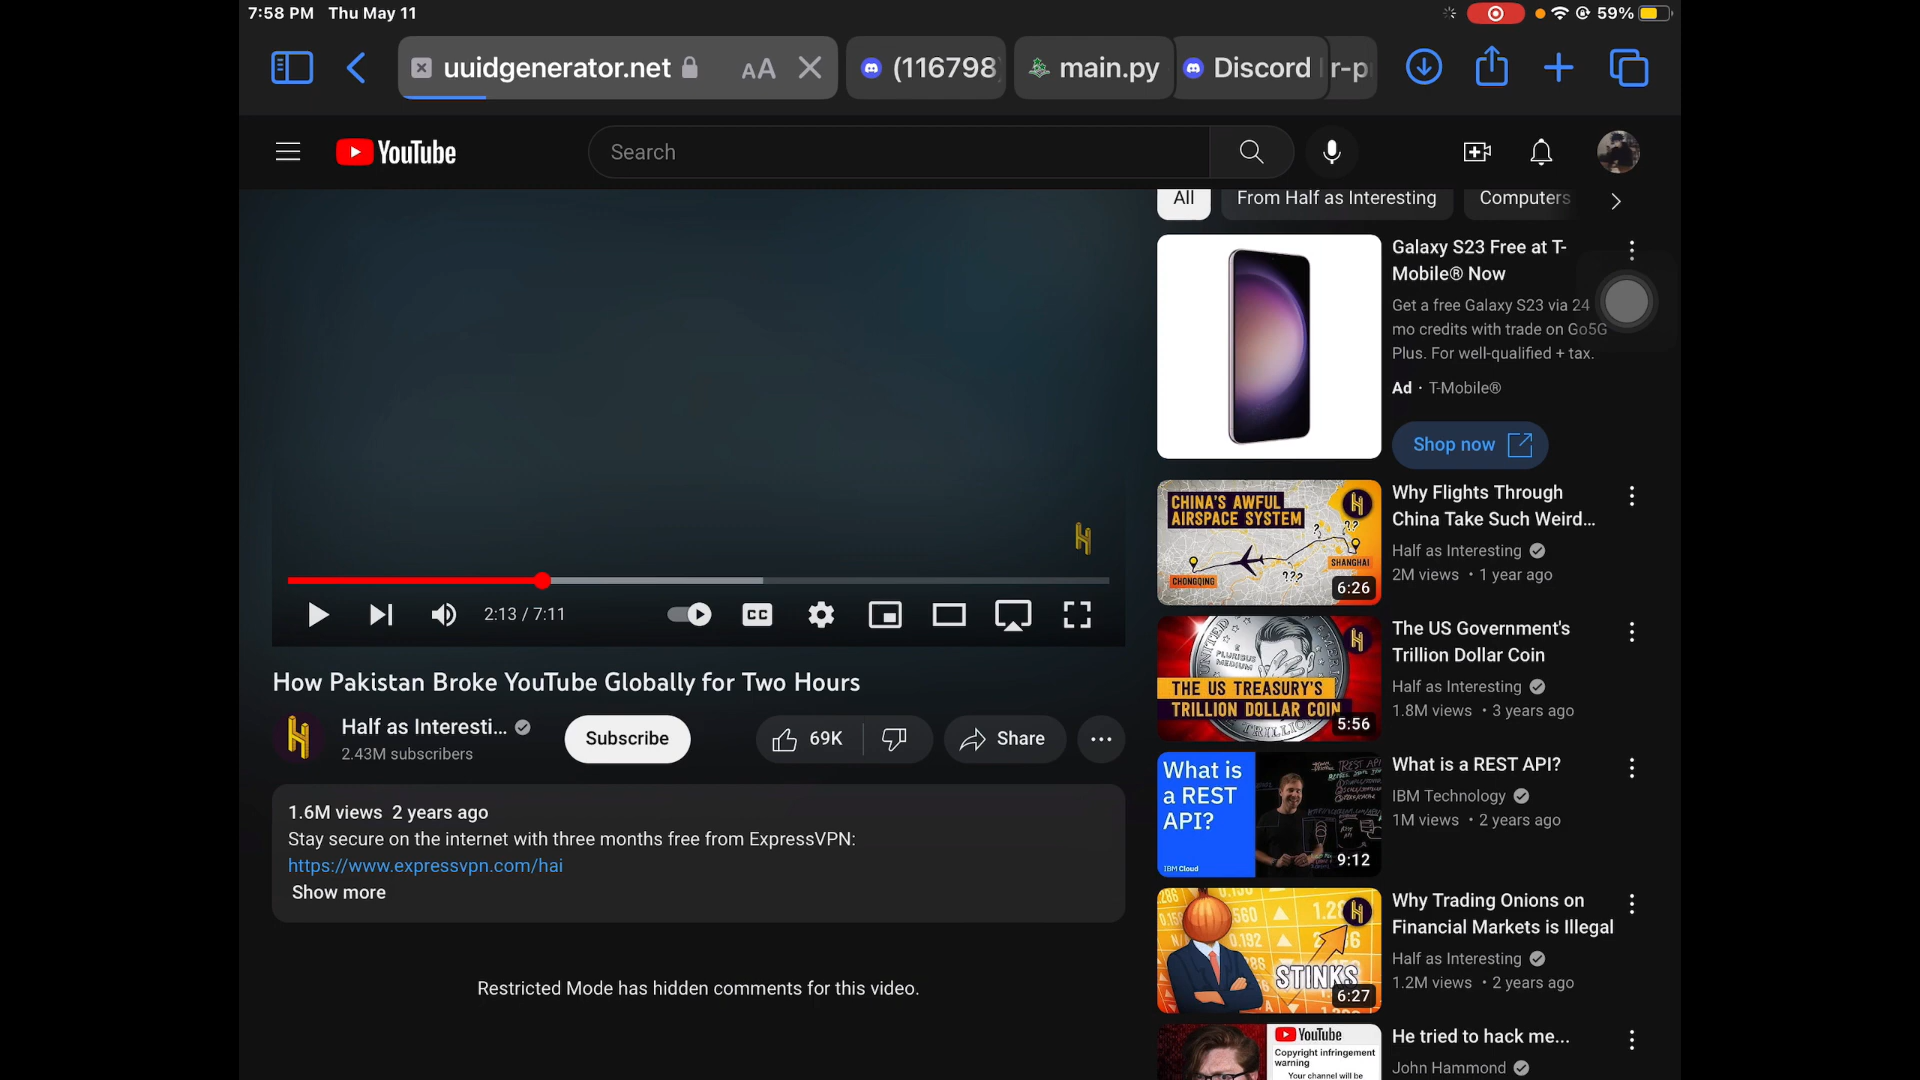 7:58 PM Thu May 11
59%
uuidgenerator.net AA
(116798
main.py
Discord
r-p
YouTube
Search
All
From Half as Interesting
Computers
Galaxy S23 Free at T-
Mobile® Now
Get a free Galaxy S23 via 24
mo credits with trade on Go5G
Plus. For well-qualified + tax.
Ad · T-Mobile®
Shop now
2:13 / 7:11
CC
How Pakistan Broke YouTube Globally for Two Hours
Half as Interesti...
2.43M subscribers
Subscribe
69K
Share
1.6M views 2 years ago
Stay secure on the internet with three months free from ExpressVPN:
https://www.expressvpn.com/hai
Show more
Restricted Mode has hidden comments for this video.
CHINA'S AWFUL
AIRSPACE SYSTEM
CHONGQING
???
??
SHANGHAI
6:26
Why Flights Through
China Take Such Weird...
Half as Interesting
2M views • 1 year ago
UNITED
E PLURIBUS
MEDIUM
THE US TREASURY'S
TRILLION DOLLAR COIN
5:56
The US Government's
Trillion Dollar Coin
Half as Interesting
1.8M views • 3 years ago
What is
a REST
API?
IBM Cloud
9:12
What is a REST API?
IBM Technology
1M views • 2 years ago
0.192
STINKS
6:27
Why Trading Onions on
Financial Markets is Illegal
Half as Interesting
1.2M views • 2 years ago
YouTube
Copyright infringement
warning
Your channel will be
He tried to hack me...
John Hammond